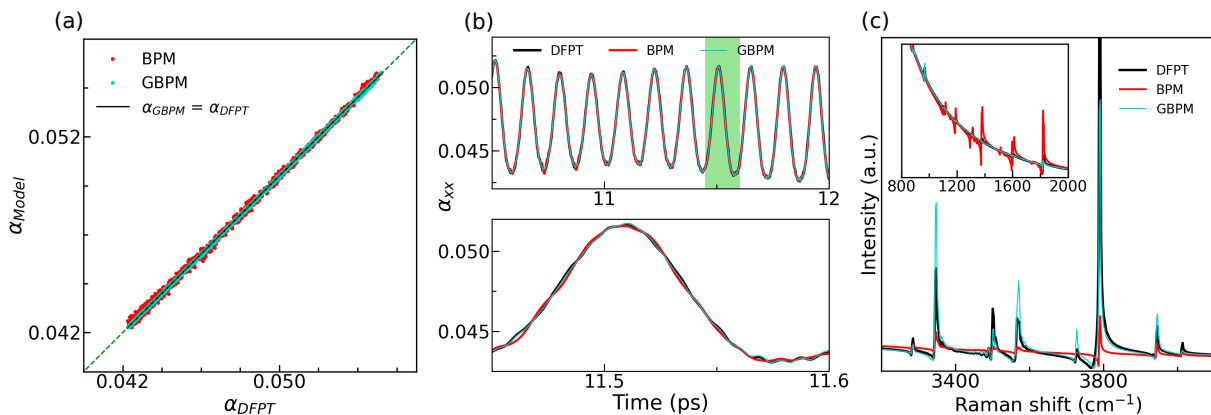 (a)
BPM
GBPM
α_GBPM = α_DFPT
0.052
0.042
α_Model
0.042 0.050
α_DFPT
(b)
DFPT BPM GBPM
0.050
0.045
11 12
α_xx
0.050
0.045
11.5 11.6
Time (ps)
(c)
DFPT
BPM
GBPM
800 1200 1600 2000
Intensity (a.u.)
3400 3800
Raman shift (cm⁻¹)